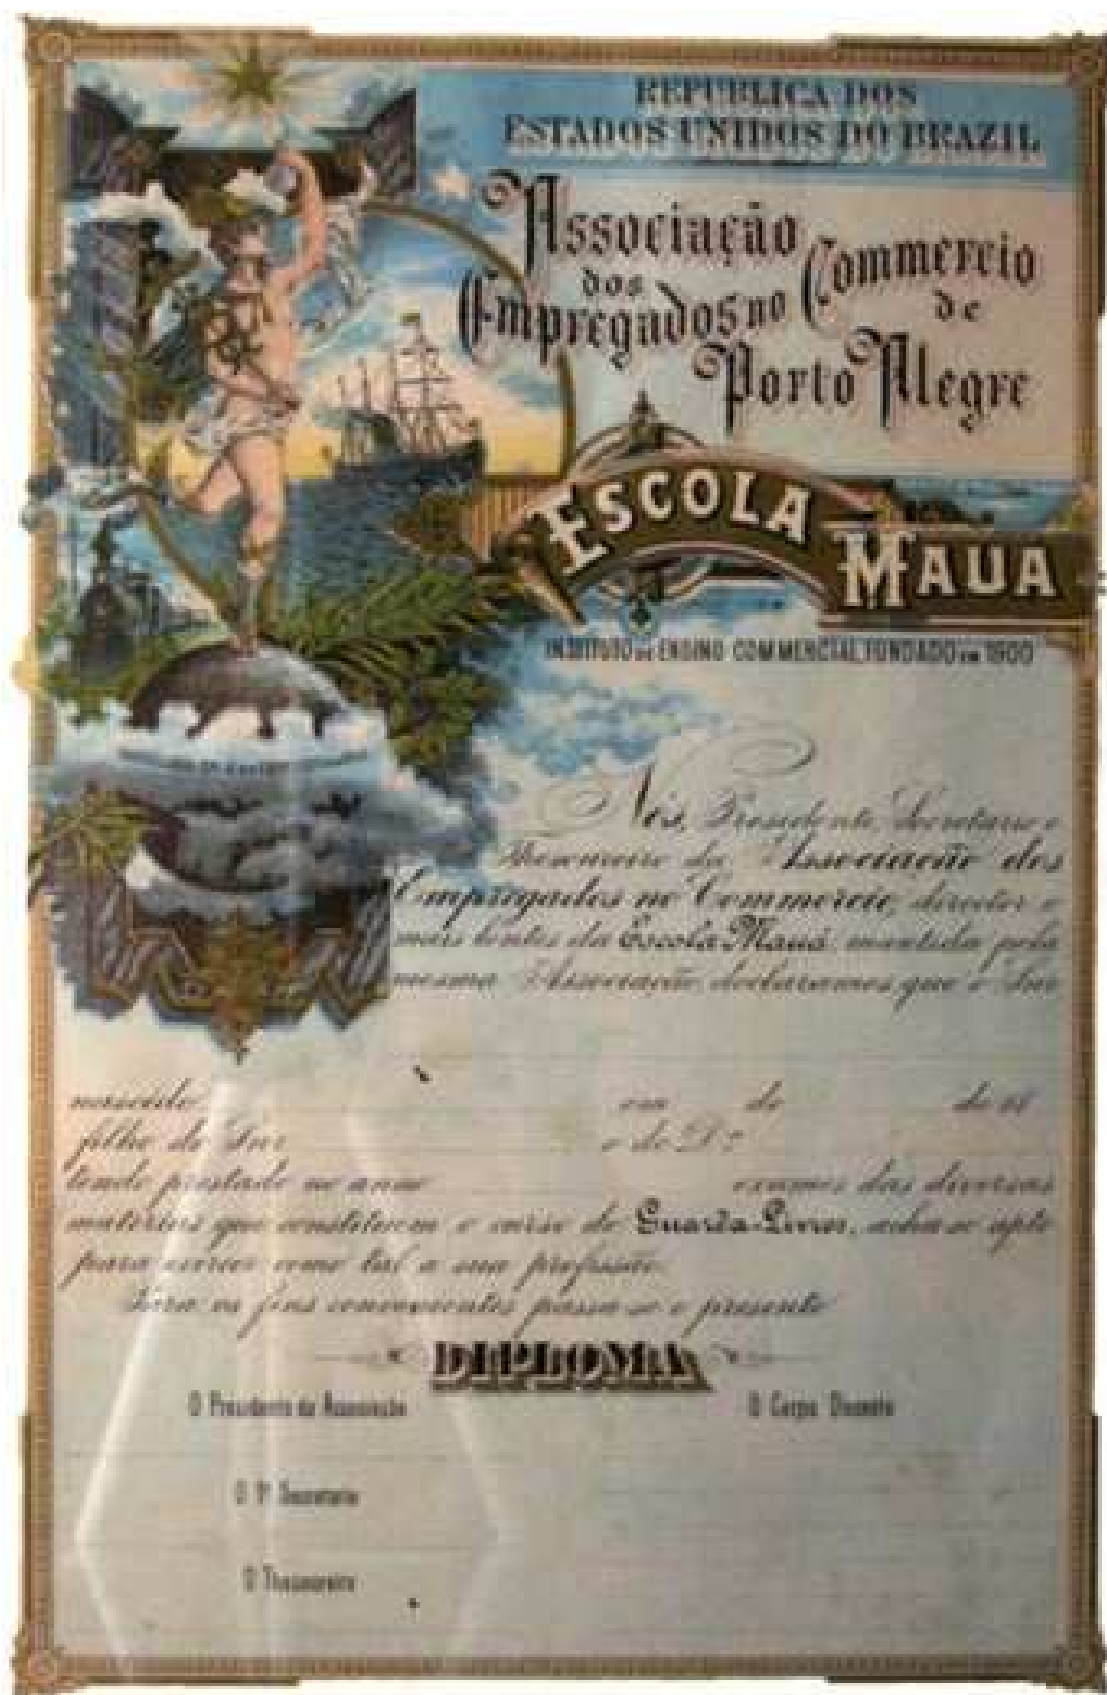 REPUBLICA DOS
ESTADOS UNIDOS DO BRAZIL
Associação
dos
Empregados no Commercio
de
Porto Alegre
ESCOLA
MAUA
INSTITUTO DE ENSINO COMMERCIAL, FUNDADO EM 1900
Nós, Presidente, Secretario e
Thesoureiro da Associação dos
Empregados no Commercio, director e
mais lentes da Escola Mauá, mantida pela
mesma Associação, declaramos que o Snr
nascido em de de 18
filho do Snr e de D.ª
tendo prestado no anno exames das diversas
materias que constituem o curso de Guarda-Livros, acha-se apto
para exercer como tal a sua profissão.
Para os fins convenientes passa-se o presente
DIPLOMA
O Presidente da Associação
O Corpo Docente
O 1º Secretario
O Thesoureiro